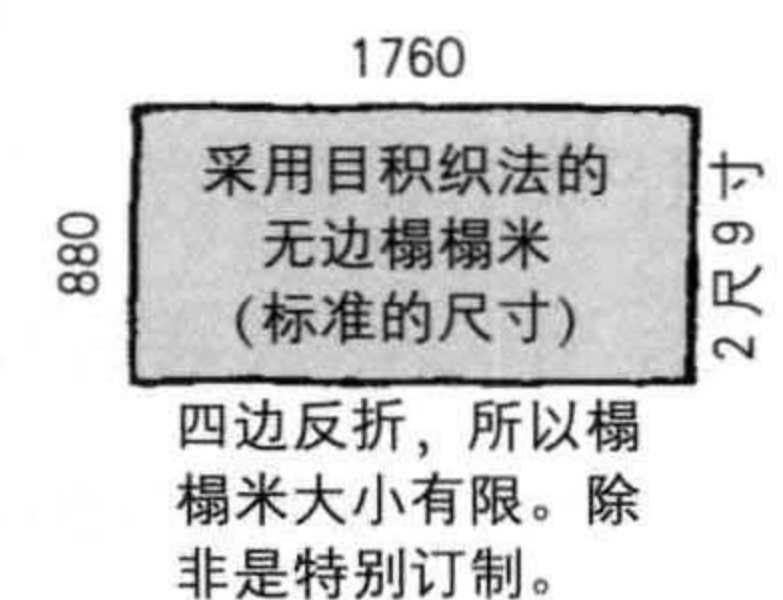 1760
880
采用目积织法的
无边榻榻米
(标准的尺寸)
2尺9寸
四边反折，所以榻
榻米大小有限。除
非是特别订制。